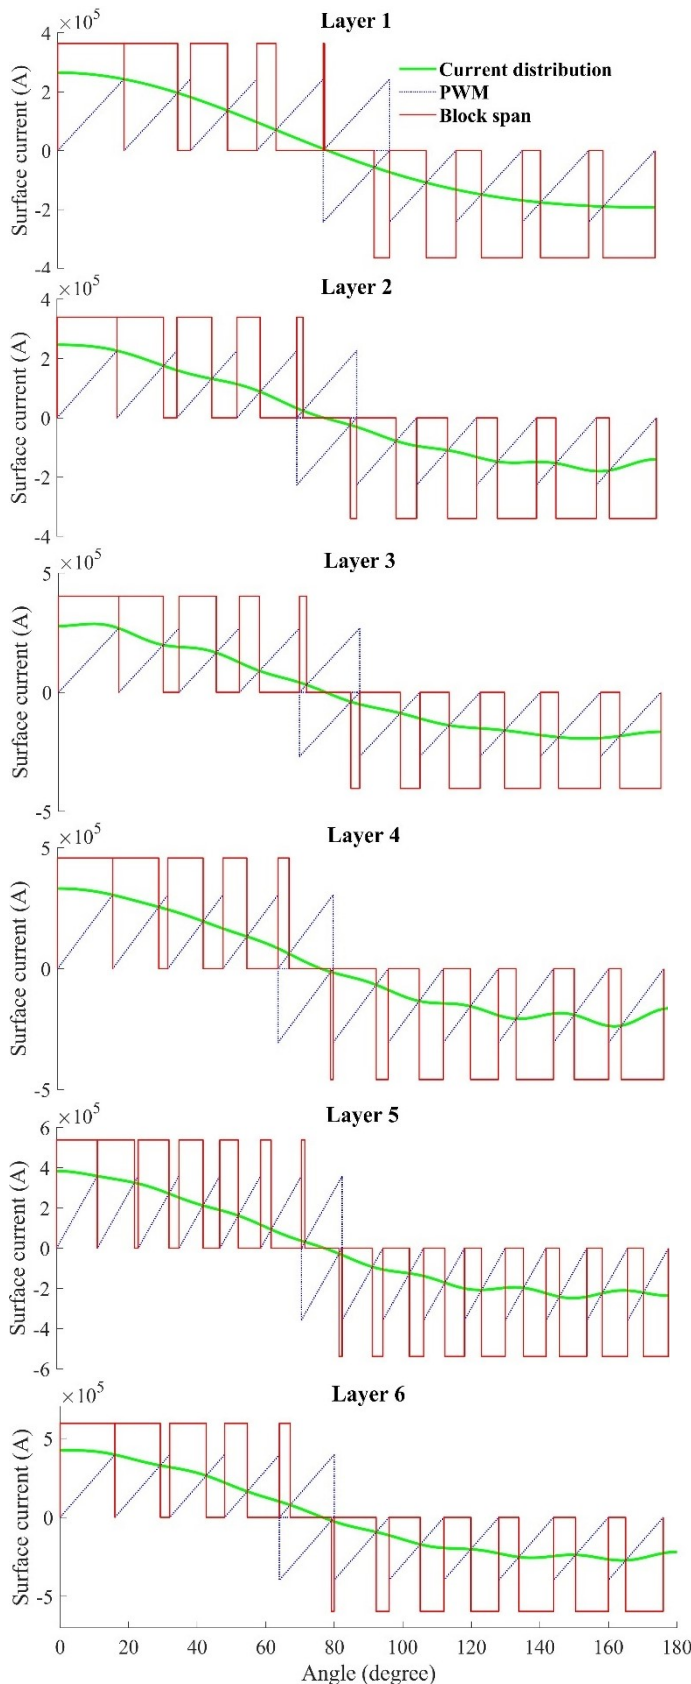 Layer 1
×10⁵
4
2
0
-2
-4
Surface current (A)
Current distribution
PWM
Block span
Layer 2
×10⁵
4
2
0
-2
-4
Surface current (A)
Layer 3
×10⁵
5
0
-5
Surface current (A)
Layer 4
×10⁵
5
0
-5
Surface current (A)
Layer 5
×10⁵
6
4
2
0
-2
-4
-6
Surface current (A)
Layer 6
×10⁵
5
0
-5
Surface current (A)
0 20 40 60 80 100 120 140 160 180
Angle (degree)